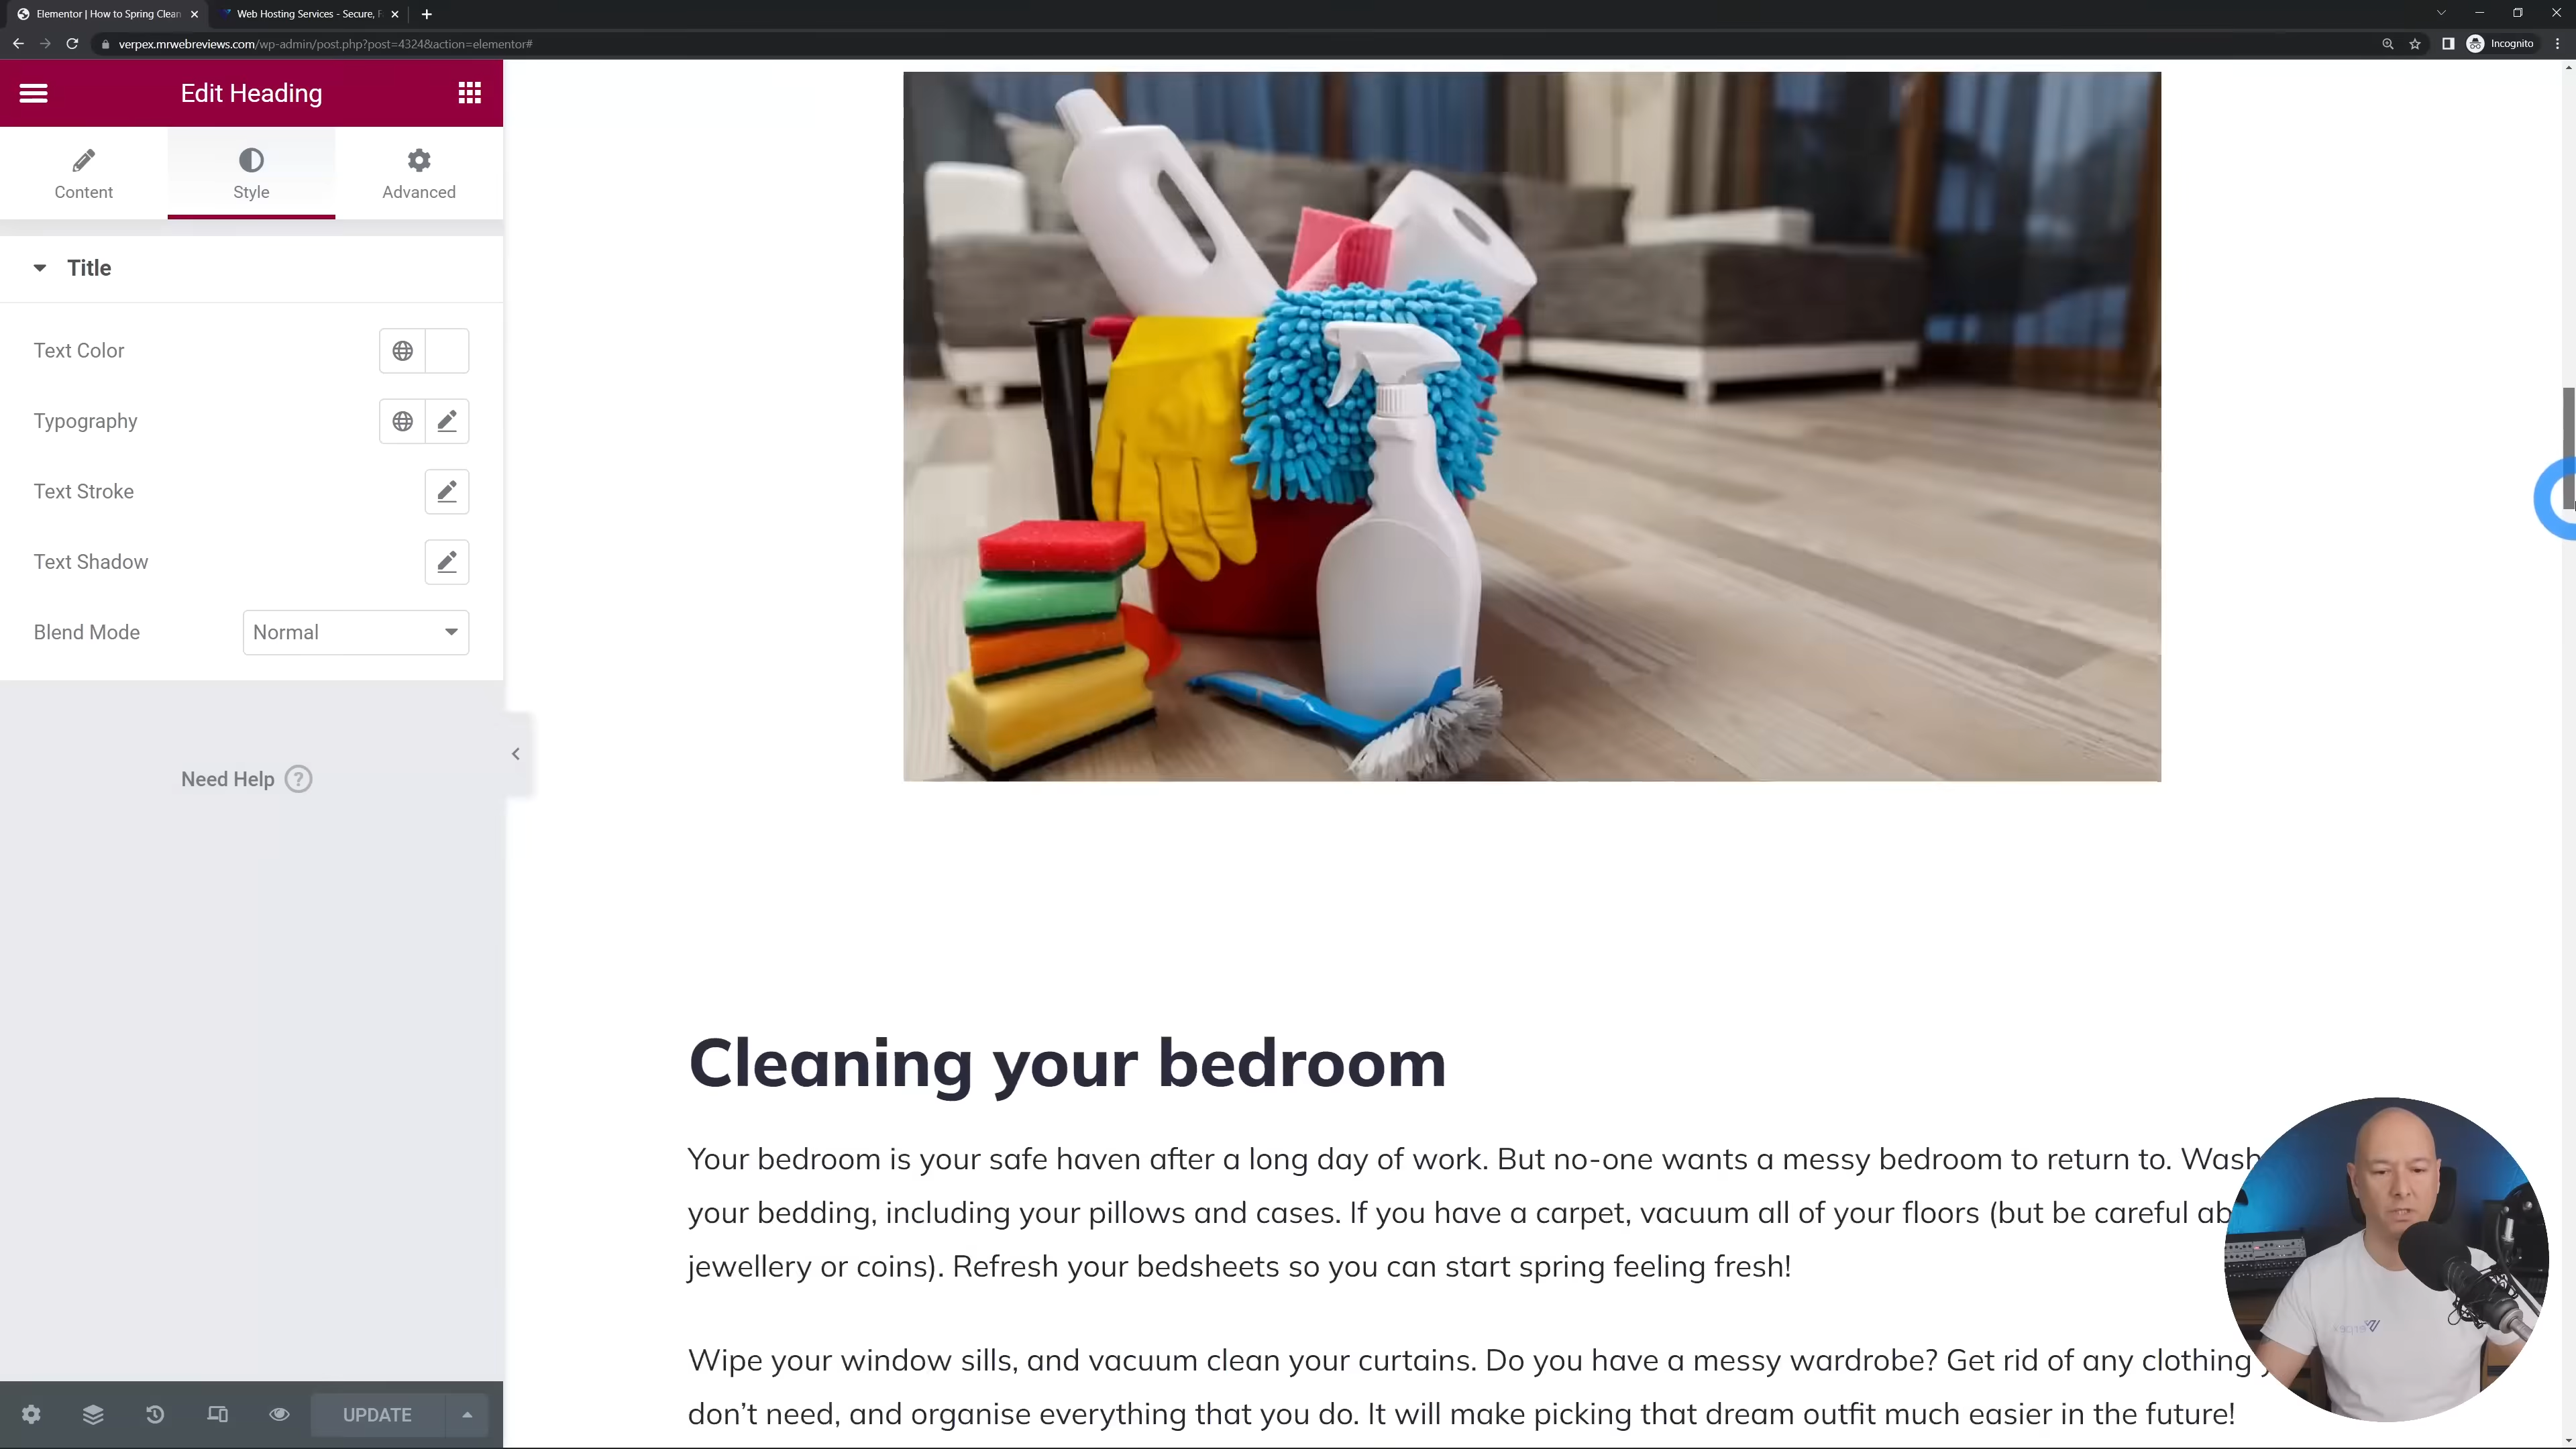 Elementor | How to Spring Clean
Web Hosting Services - Secure, F
verpex.mrwebreviews.com/wp-admin/post.php?post=4324&action=elementor#
Incognito
Edit Heading
Content
Style
Advanced
Title
Text Color
Typography
Text Stroke
Text Shadow
Blend Mode
Normal
Need Help ?
UPDATE
Cleaning your bedroom
Your bedroom is your safe haven after a long day of work. But no-one wants a messy bedroom to return to. Wash
your bedding, including your pillows and cases. If you have a carpet, vacuum all of your floors (but be careful ab
jewellery or coins). Refresh your bedsheets so you can start spring feeling fresh!
Wipe your window sills, and vacuum clean your curtains. Do you have a messy wardrobe? Get rid of any clothing
don't need, and organise everything that you do. It will make picking that dream outfit much easier in the future!